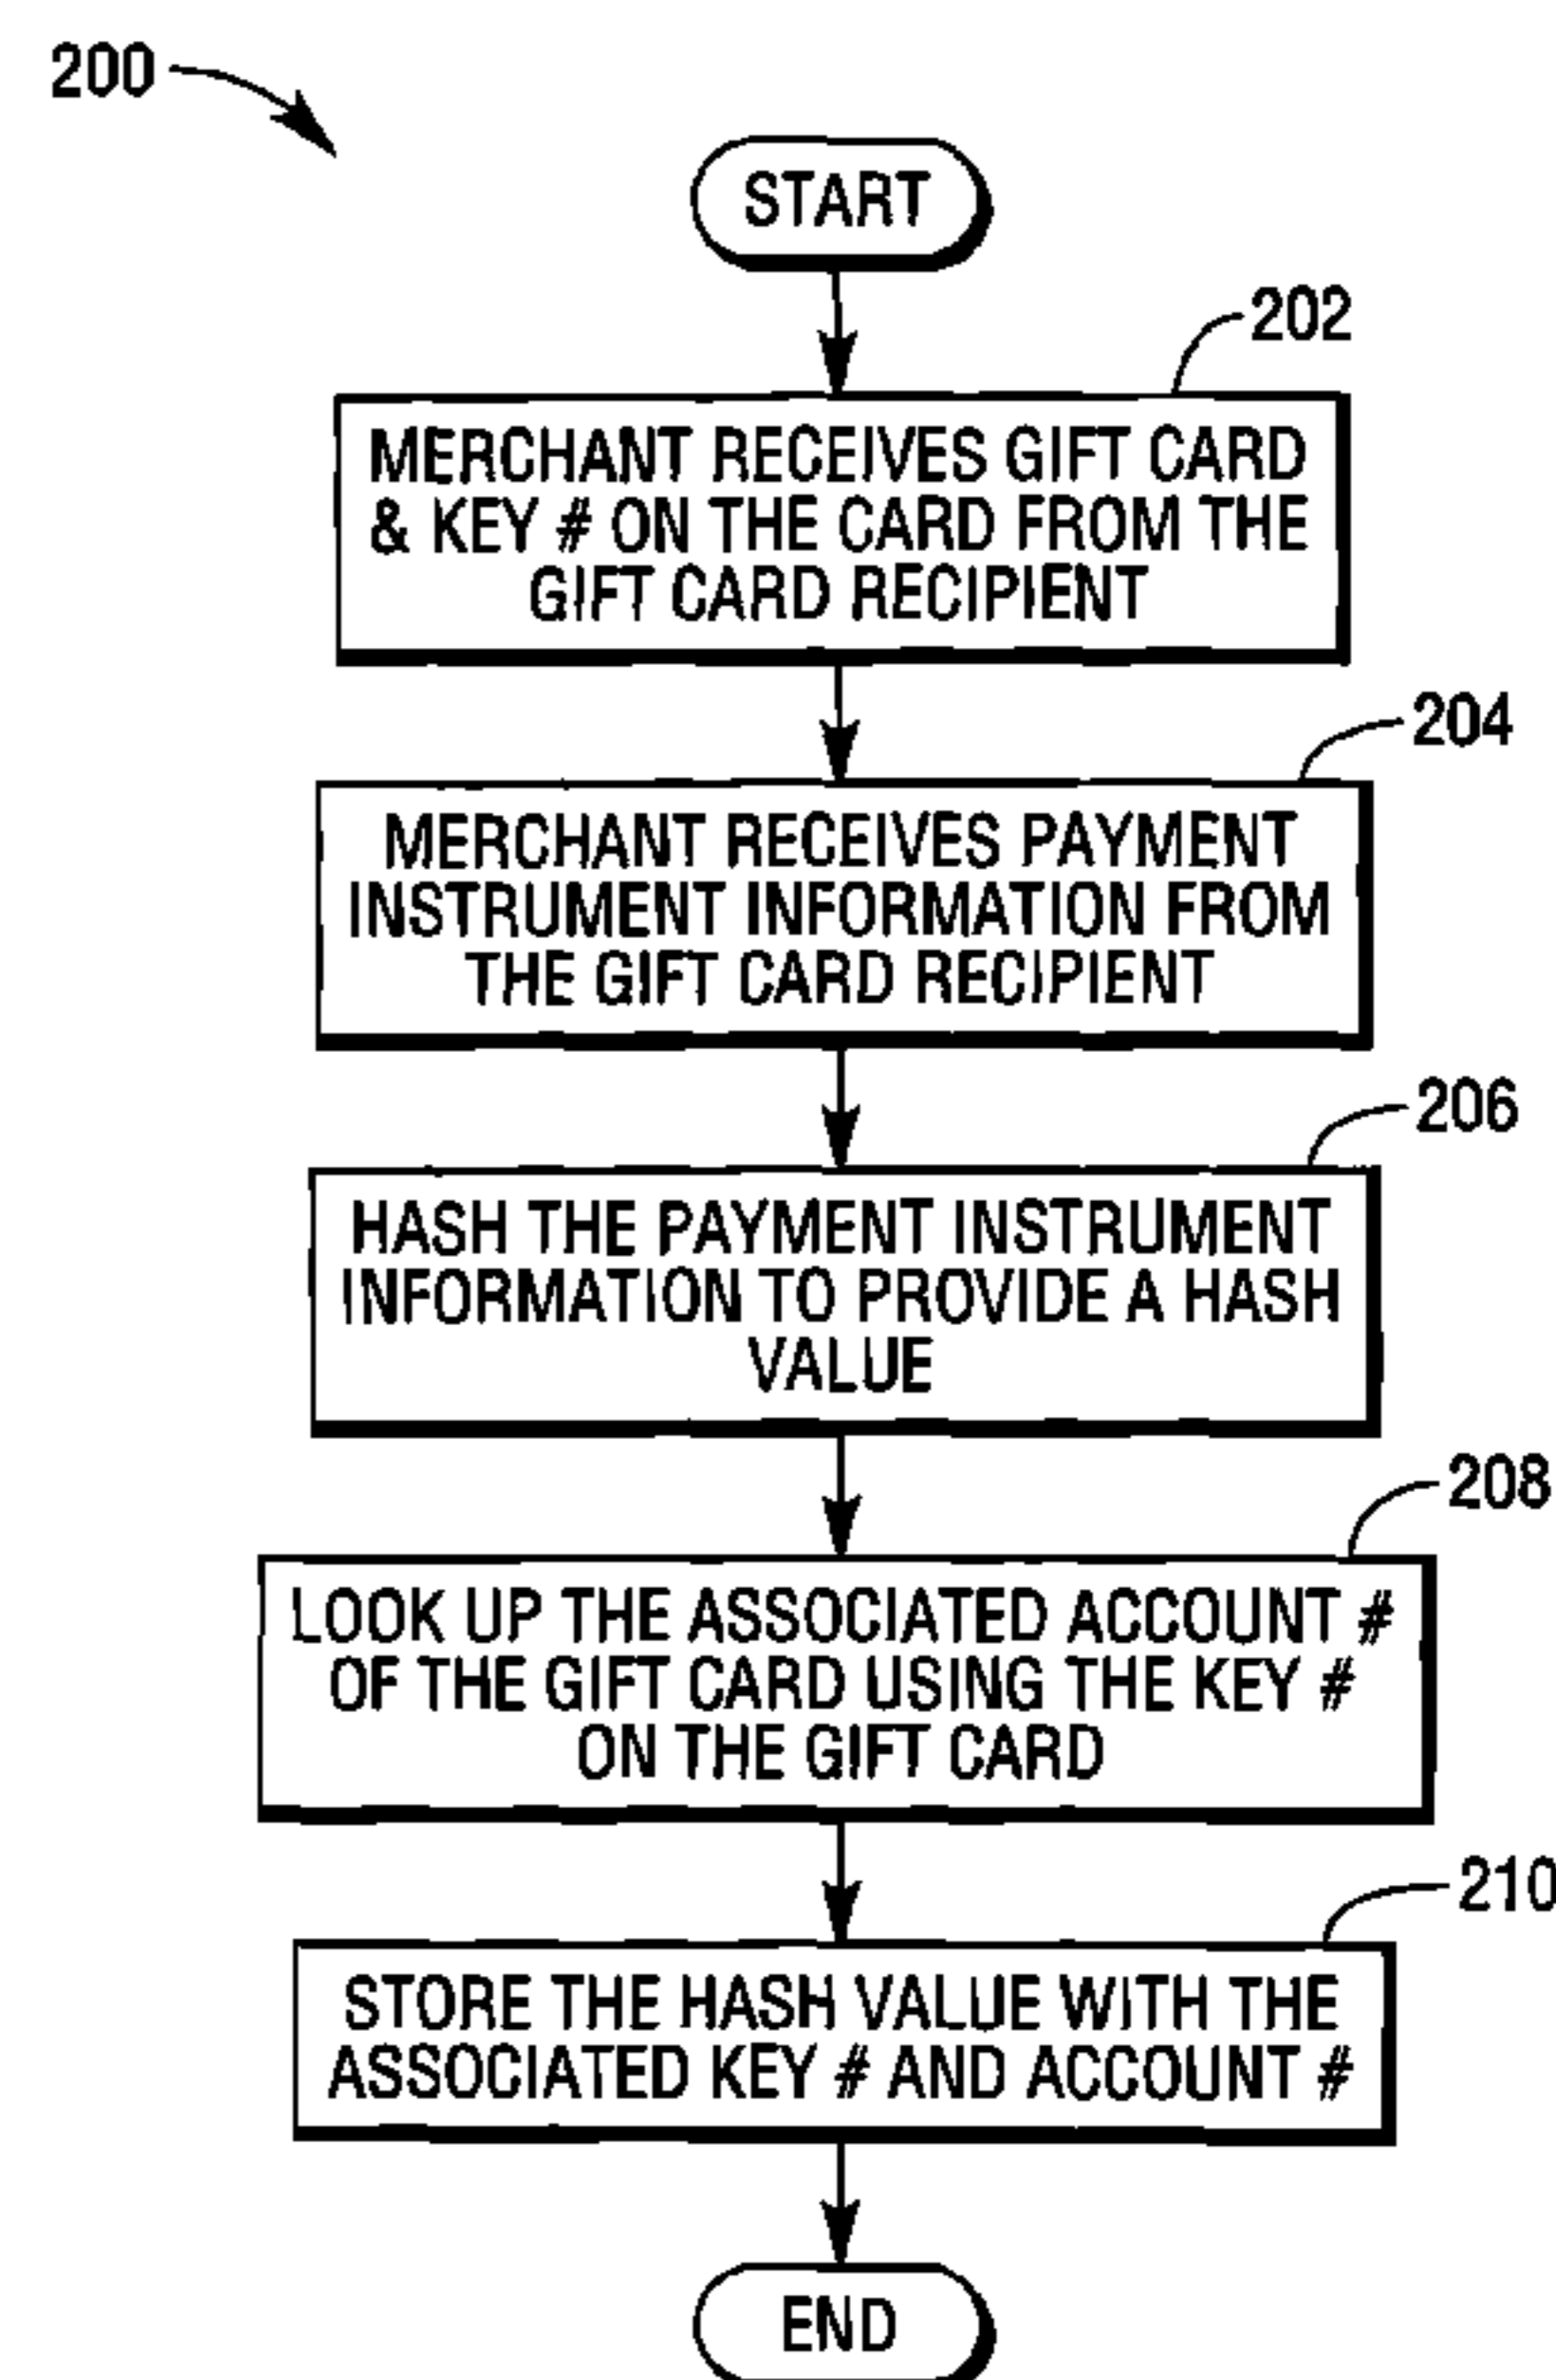 200
START
202
MERCHANT RECEIVES GIFT CARD
& KEY # ON THE CARD FROM THE
GIFT CARD RECIPIENT
204
MERCHANT RECEIVES PAYMENT
INSTRUMENT INFORMATION FROM
THE GIFT CARD RECIPIENT
206
HASH THE PAYMENT INSTRUMENT
INFORMATION TO PROVIDE A HASH
VALUE
208
LOOK UP THE ASSOCIATED ACCOUNT #
OF THE GIFT CARD USING THE KEY #
ON THE GIFT CARD
210
STORE THE HASH VALUE WITH THE
ASSOCIATED KEY # AND ACCOUNT #
END